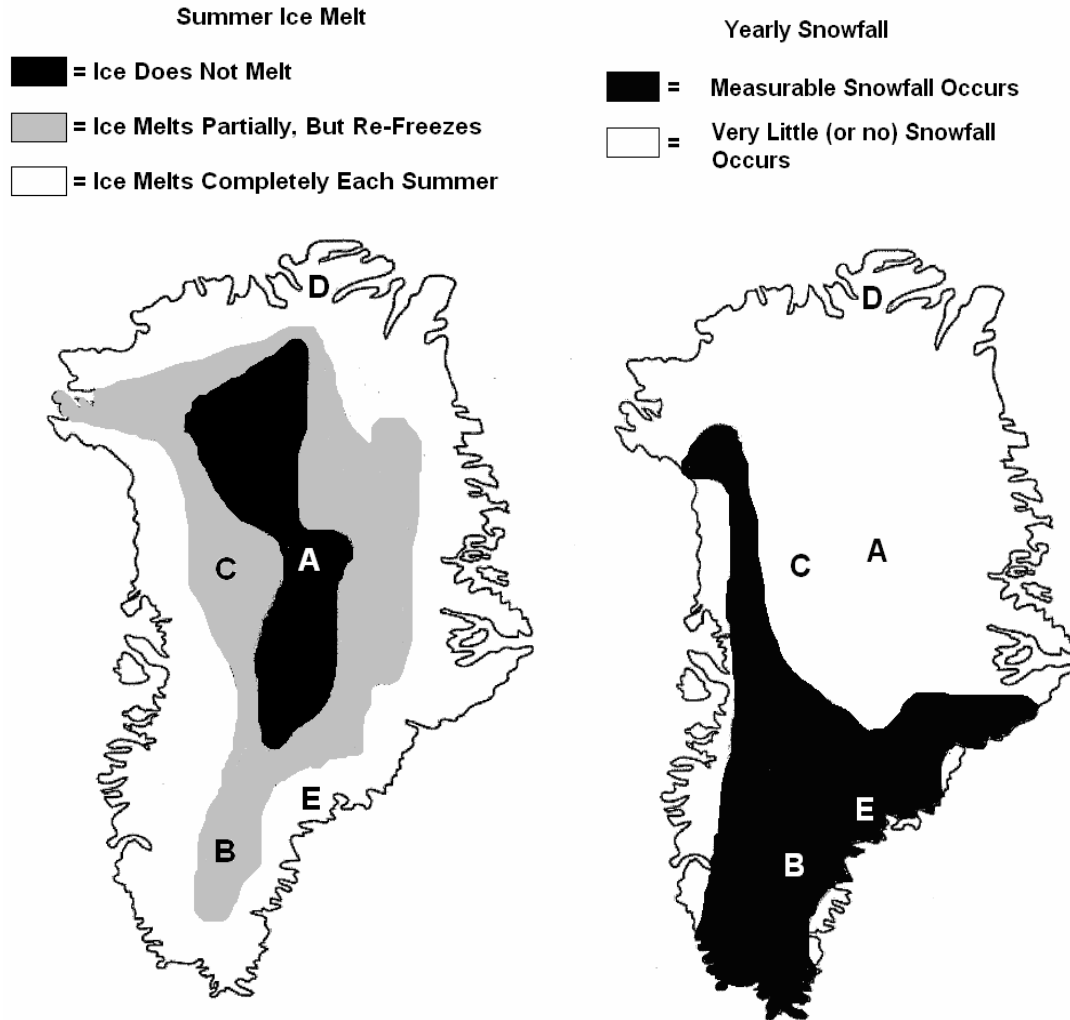 Summer Ice Melt
= Ice Does Not Melt
= Ice Melts Partially, But Re-Freezes
= Ice Melts Completely Each Summer
Yearly Snowfall
= Measurable Snowfall Occurs
= Very Little (or no) Snowfall
Occurs
D
A
C
E
B
D
A
C
E
B